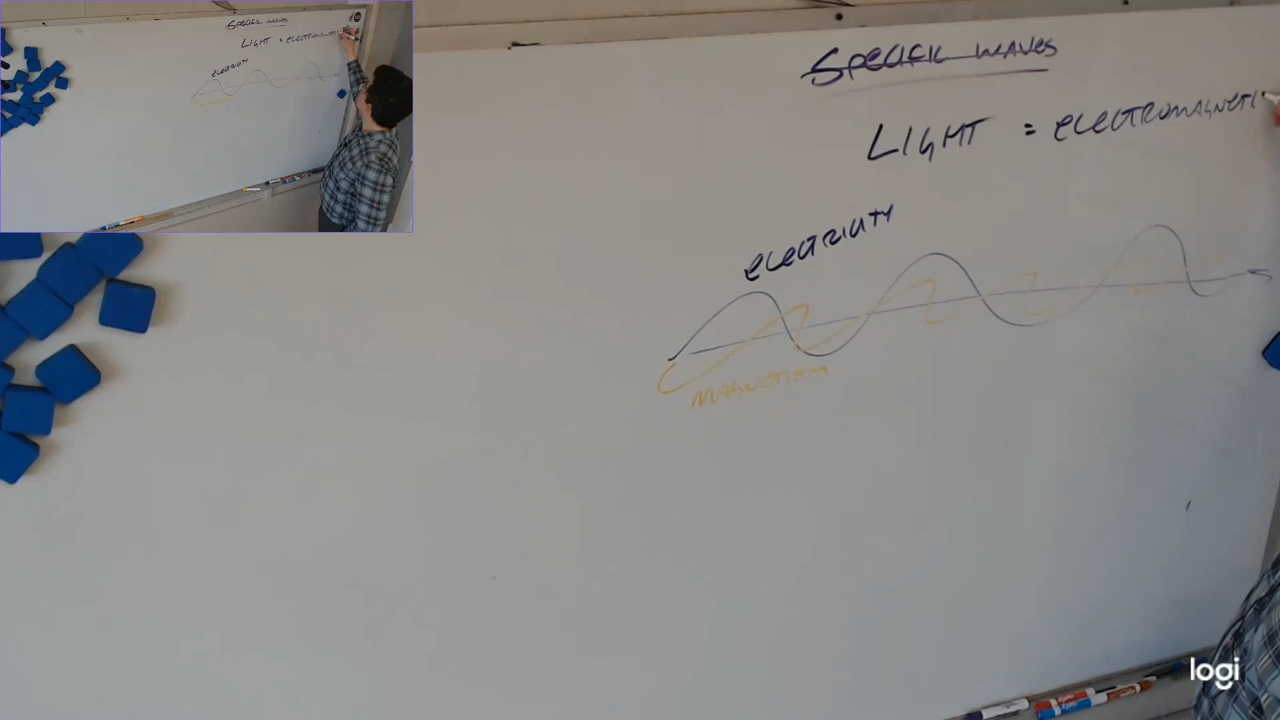 SPECIFIC WAVES
LIGHT = ELECTROMAGNETI
ELECTRICITY
MAGNETISM
logi